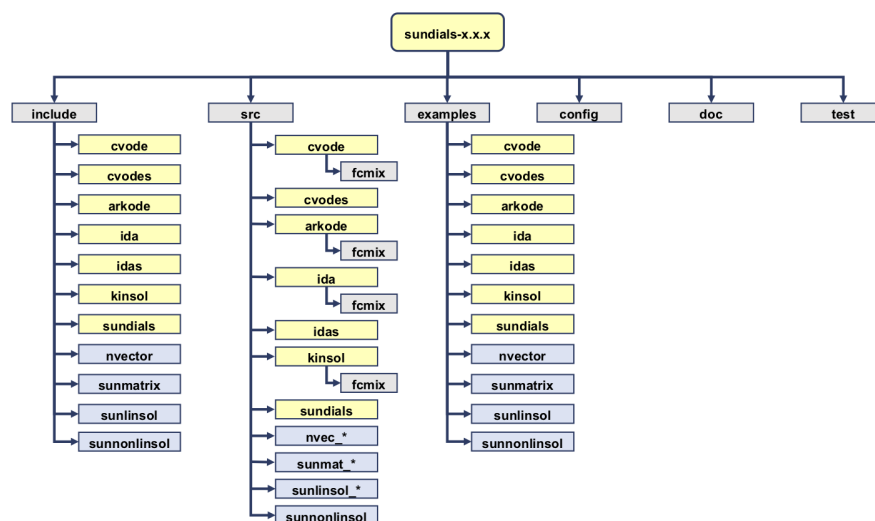 sundials-x.x.x
include
src
examples
config
doc
test
cvode
cvodes
arkode
ida
idas
kinsol
sundials
nvector
sunmatrix
sunlinsol
sunnonlinsol
cvode
fcmix
cvodes
arkode
fcmix
ida
fcmix
idas
kinsol
fcmix
sundials
nvec_*
sunmat_*
sunlinsol_*
sunnonlinsol
cvode
cvodes
arkode
ida
idas
kinsol
sundials
nvector
sunmatrix
sunlinsol
sunnonlinsol